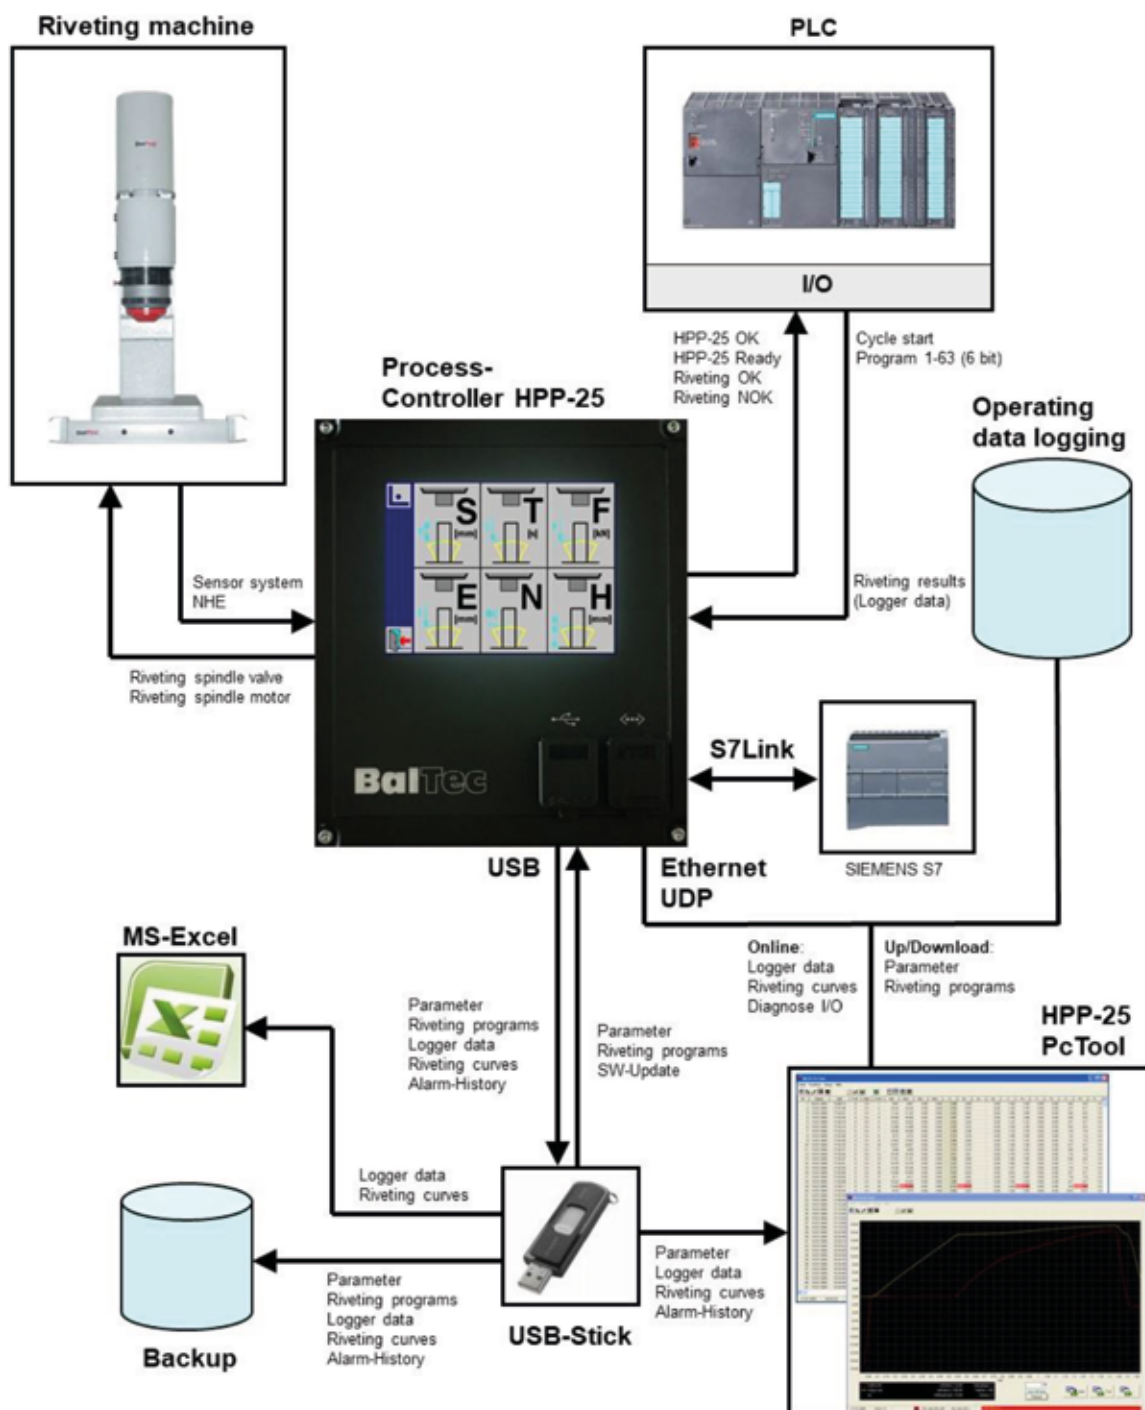 Riveting machine
PLC
I/O
HPP-25 OK
HPP-25 Ready
Riveting OK
Riveting NOK
Cycle start
Program 1-63 (6 bit)
Process-
Controller HPP-25
Operating
data logging
S
[mm]
T
[s]
F
[kN]
E
[mm]
N
H
[mm]
Sensor system
NHE
Riveting results
(Logger data)
Riveting spindle valve
Riveting spindle motor
S7Link
BalTec
SIEMENS S7
USB
Ethernet
UDP
MS-Excel
Online:
Logger data
Riveting curves
Diagnose I/O
Up/Download:
Parameter
Riveting programs
HPP-25
PcTool
Parameter
Riveting programs
Logger data
Riveting curves
Alarm-History
Parameter
Riveting programs
SW-Update
Logger data
Riveting curves
Parameter
Riveting programs
Logger data
Riveting curves
Alarm-History
Parameter
Logger data
Riveting curves
Alarm-History
USB-Stick
Backup